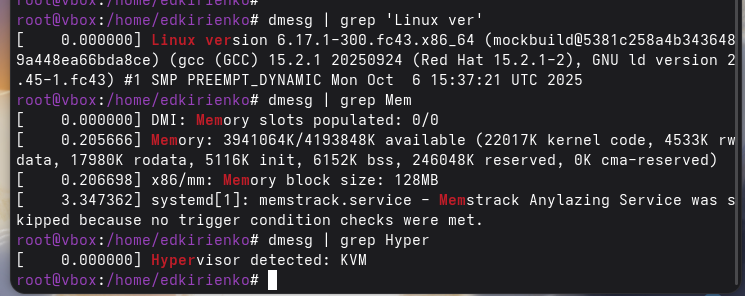 root@vbox:/home/edkirienko#
root@vbox:/home/edkirienko# dmesg | grep 'Linux ver'
[    0.000000] Linux version 6.17.1-300.fc43.x86_64 (mockbuild@5381c258a4b343648
9a448ea66bda8ce) (gcc (GCC) 15.2.1 20250924 (Red Hat 15.2.1-2), GNU ld version 2
.45-1.fc43) #1 SMP PREEMPT_DYNAMIC Mon Oct  6 15:37:21 UTC 2025
root@vbox:/home/edkirienko# dmesg | grep Mem
[    0.000000] DMI: Memory slots populated: 0/0
[    0.205666] Memory: 3941064K/4193848K available (22017K kernel code, 4533K rw
data, 17980K rodata, 5116K init, 6152K bss, 246048K reserved, 0K cma-reserved)
[    0.206698] x86/mm: Memory block size: 128MB
[    3.347362] systemd[1]: memstrack.service - Memstrack Anylazing Service was s
kipped because no trigger condition checks were met.
root@vbox:/home/edkirienko# dmesg | grep Hyper
[    0.000000] Hypervisor detected: KVM
root@vbox:/home/edkirienko#